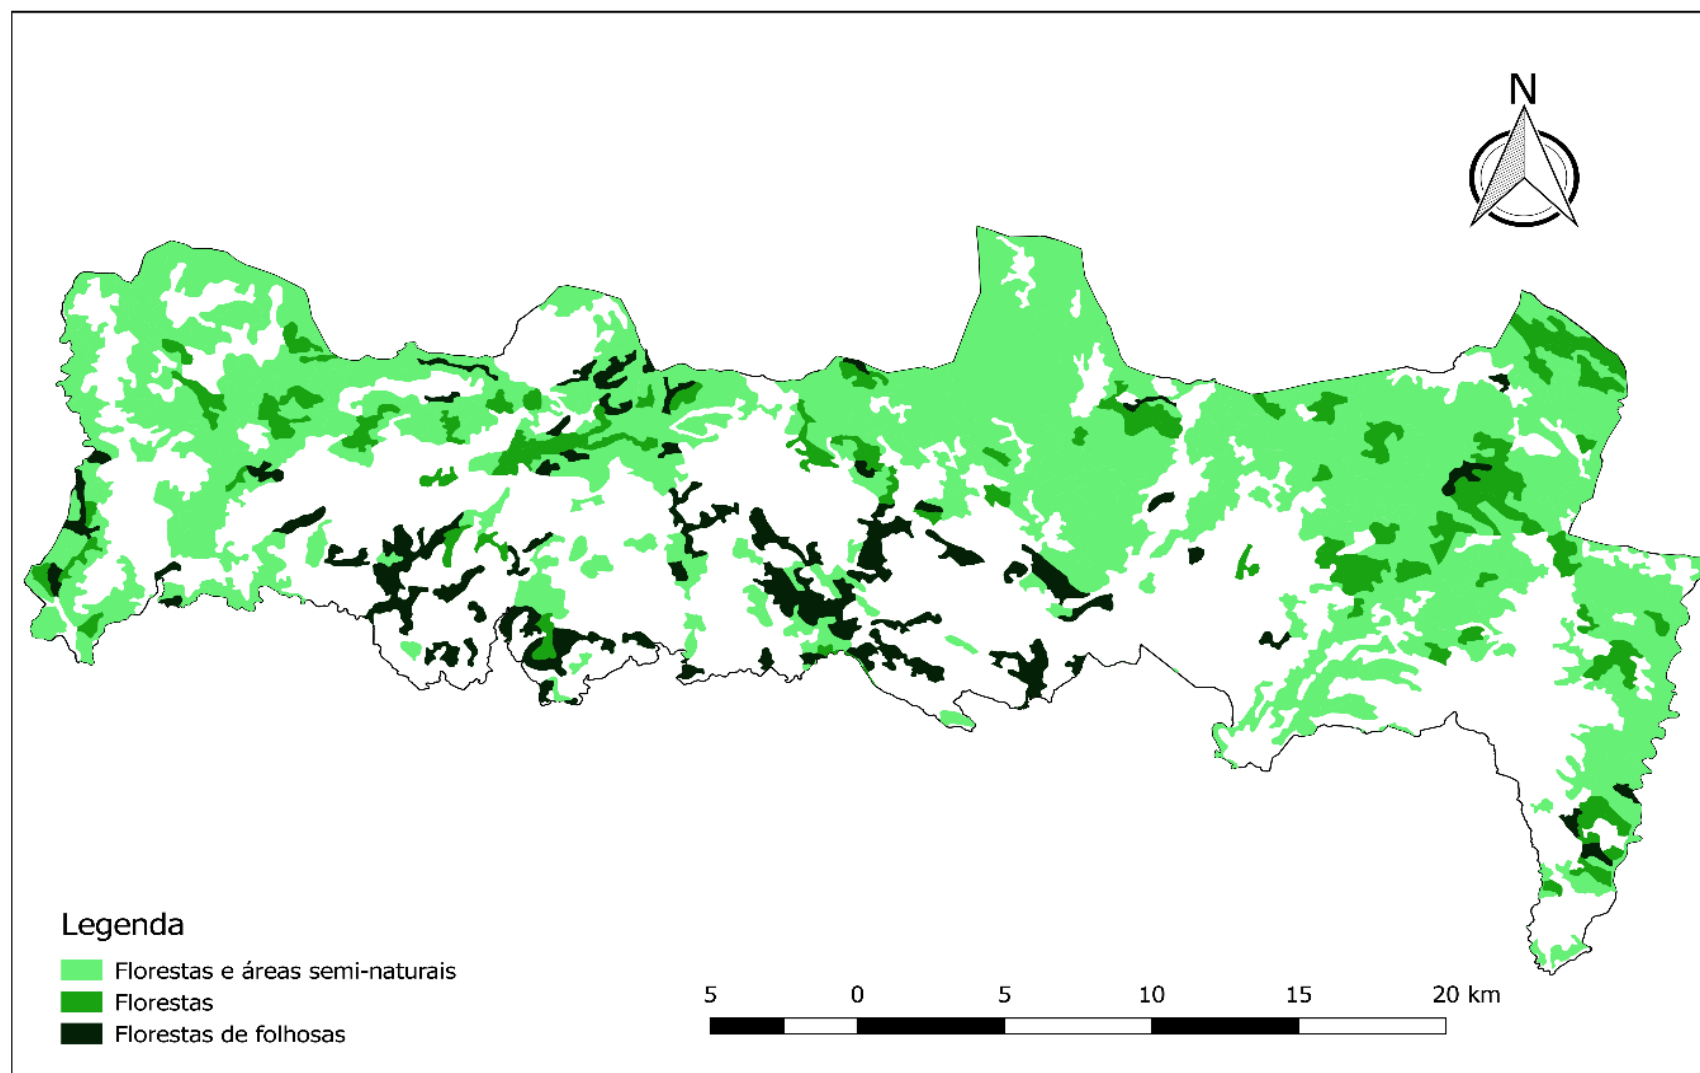 N
Legenda
Florestas e áreas semi-naturais
Florestas
Florestas de folhosas
5 0 5 10 15 20 km